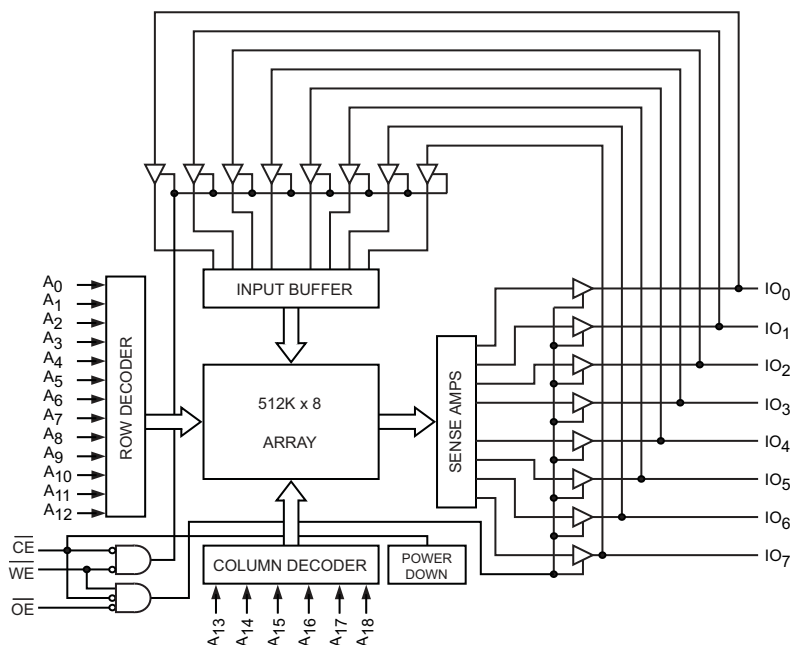 INPUT BUFFER
A0
A1
A2
A3
A4
A5
A6
A7
A8
A9
A10
A11
A12
ROW DECODER
512K x 8
ARRAY
SENSE AMPS
IO0
IO1
IO2
IO3
IO4
IO5
IO6
IO7
CE
WE
OE
COLUMN DECODER
POWER
DOWN
A13
A14
A15
A16
A17
A18